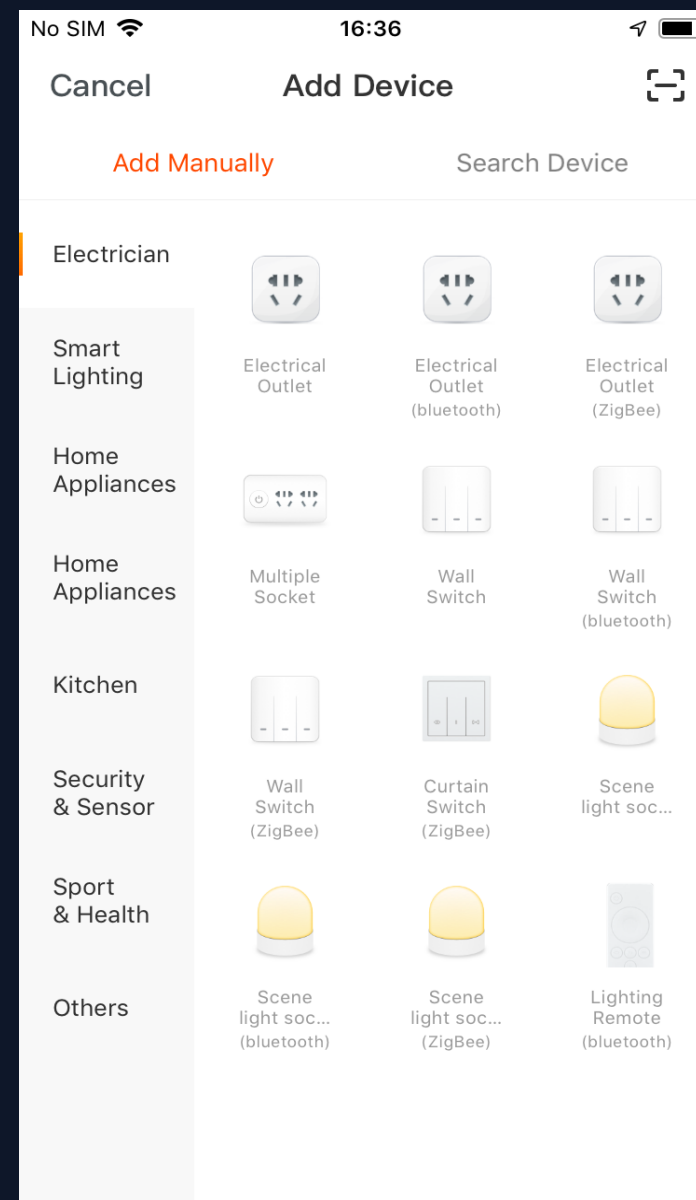 No SIM 16:36
Cancel Add Device
Add Manually Search Device
Electrician
Smart
Lighting
Home
Appliances
Home
Appliances
Kitchen
Security
& Sensor
Sport
& Health
Others
Electrical
Outlet
Electrical
Outlet
(bluetooth)
Electrical
Outlet
(ZigBee)
Multiple
Socket
Wall
Switch
Wall
Switch
(bluetooth)
Wall
Switch
(ZigBee)
Curtain
Switch
(ZigBee)
Scene
light soc...
Scene
light soc...
(bluetooth)
Scene
light soc...
(ZigBee)
Lighting
Remote
(bluetooth)